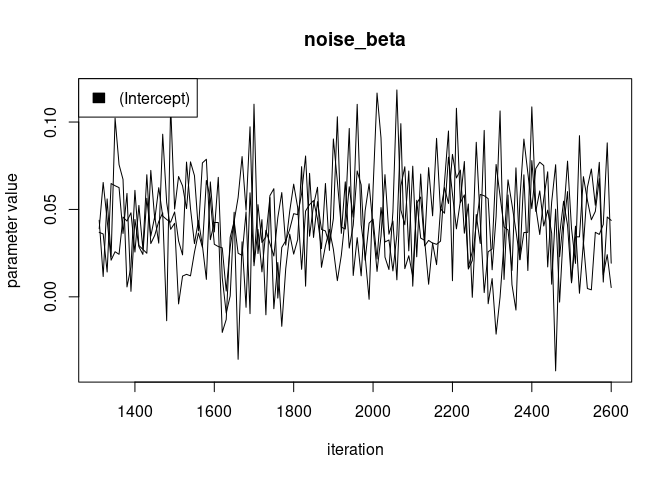 noise_beta
(Intercept)
parameter value
0.10
0.05
0.00
1400 1600 1800 2000 2200 2400 2600
iteration